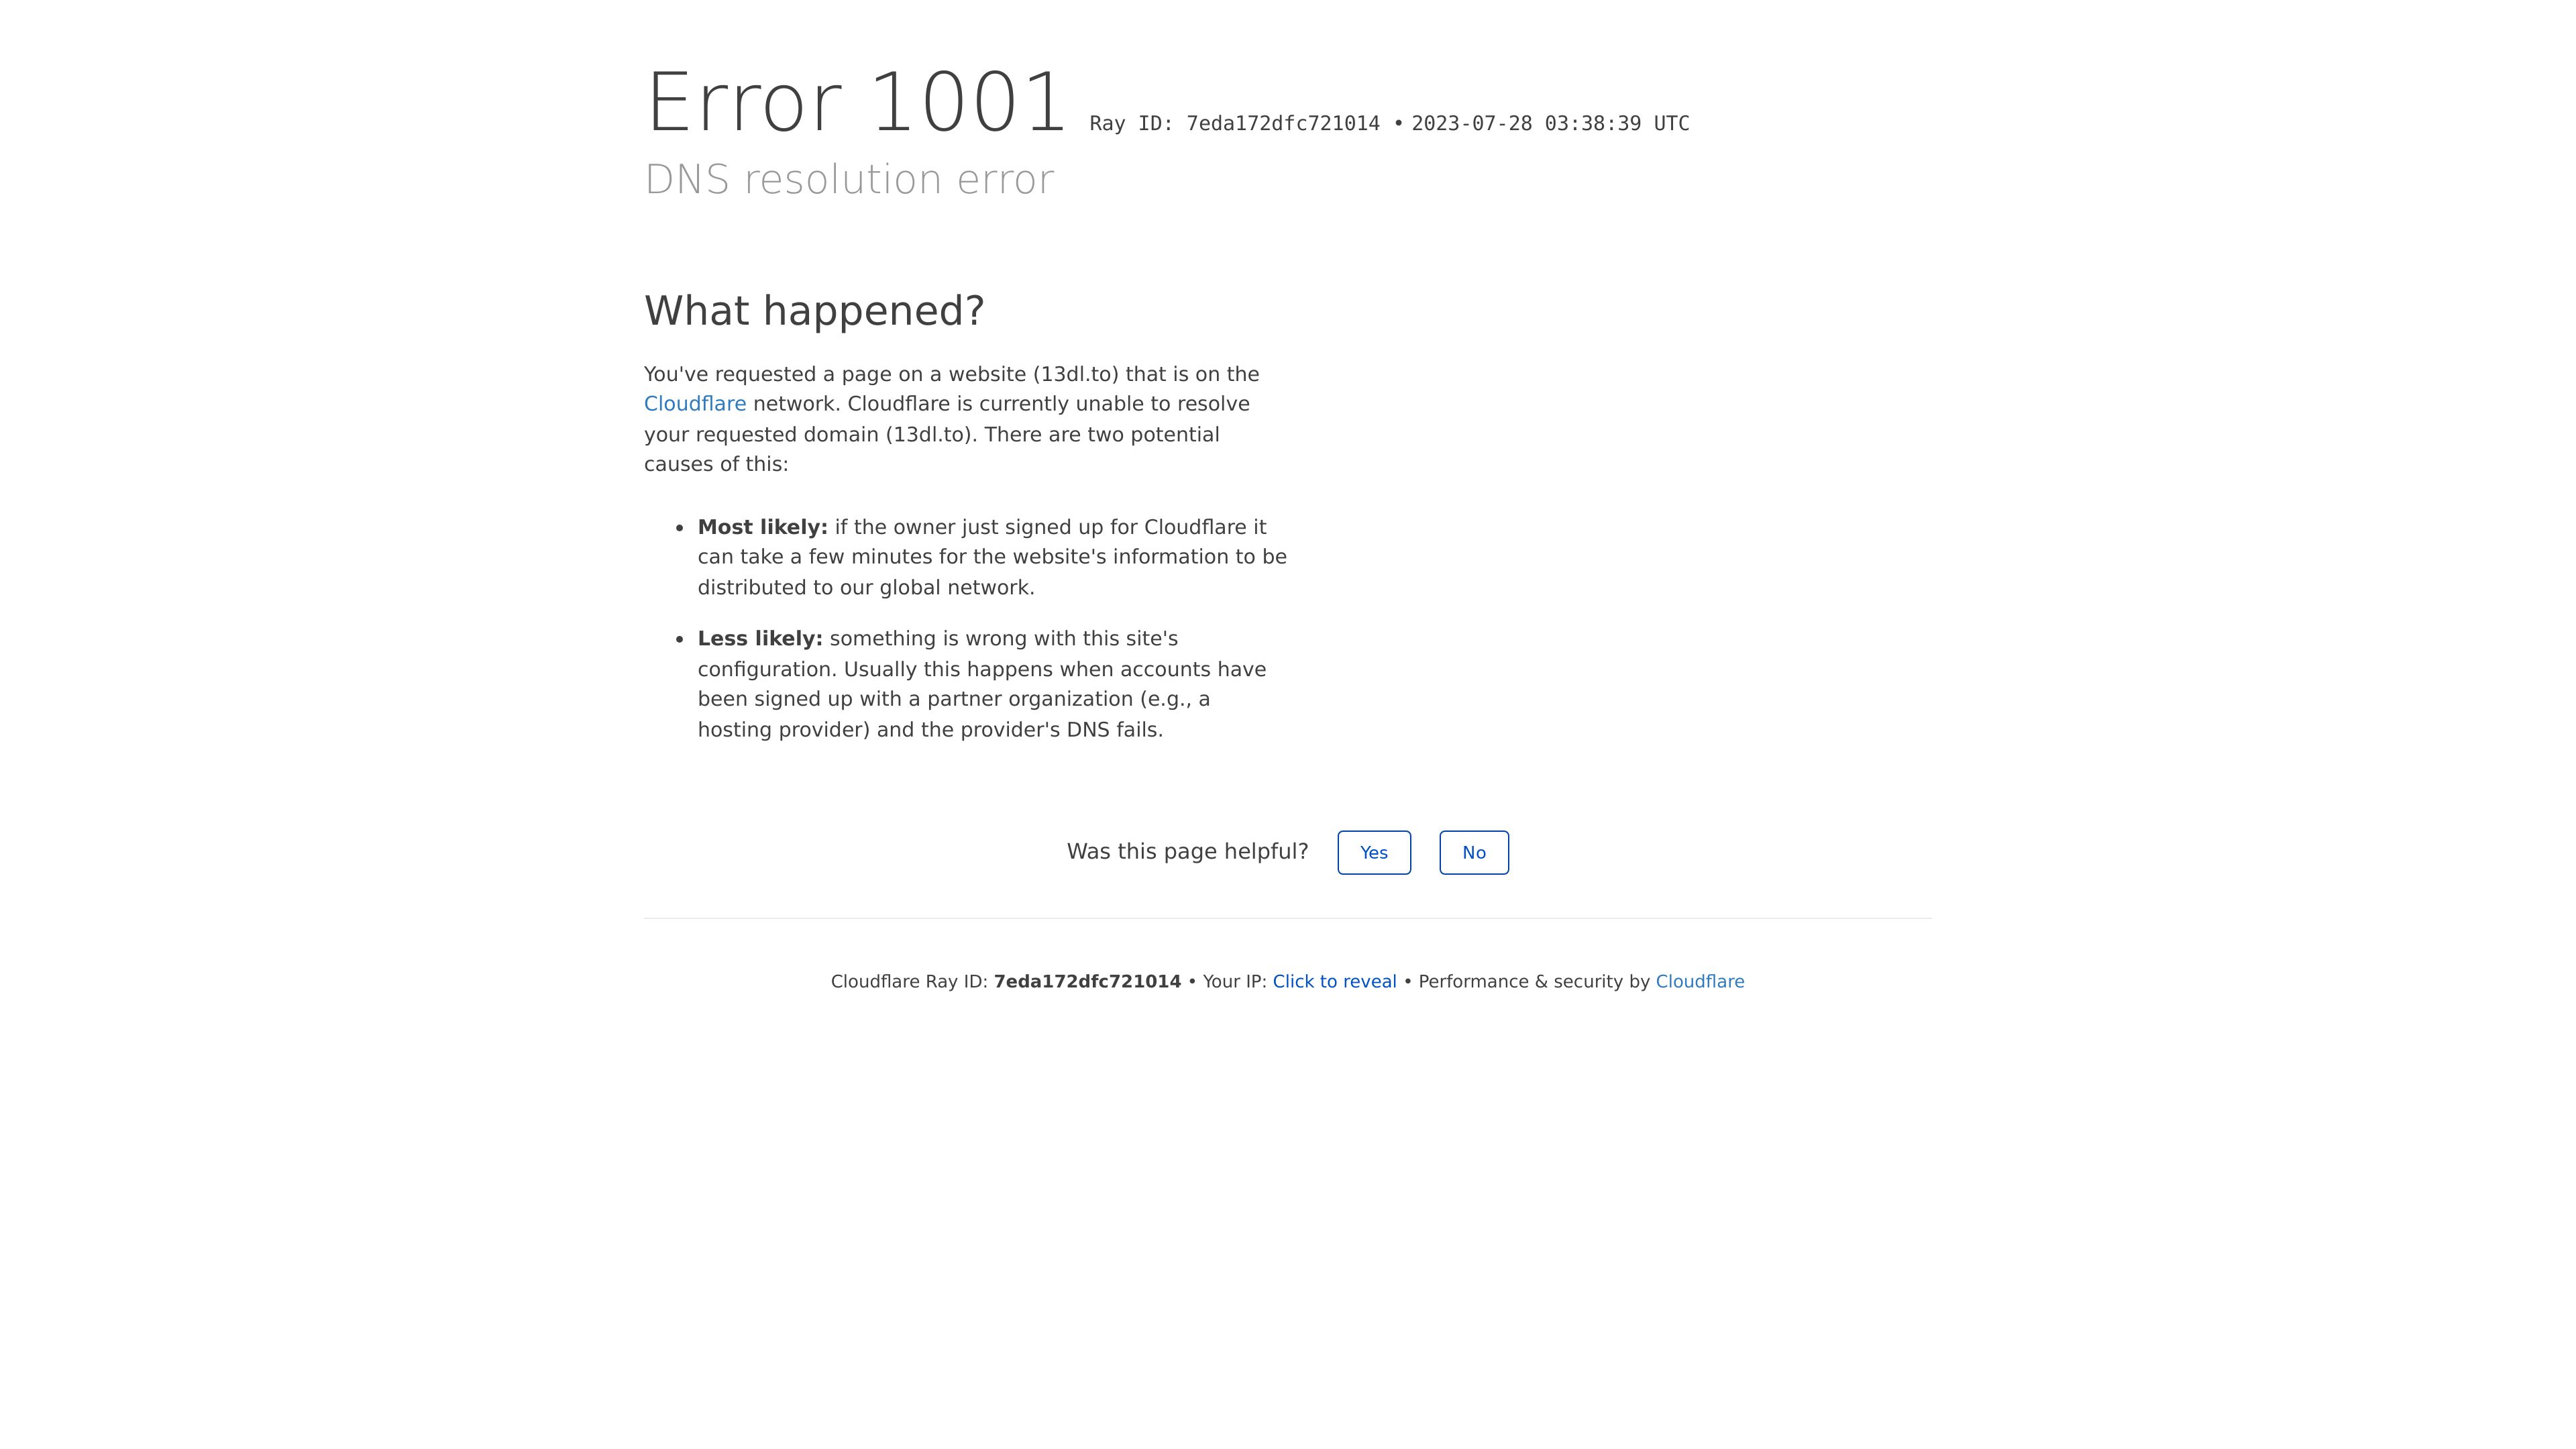 Error 1001 Ray ID: 7eda172dfc721014 • 2023-07-28 03:38:39 UTC
DNS resolution error
What happened?
You've requested a page on a website (13dl.to) that is on the
Cloudflare network. Cloudflare is currently unable to resolve
your requested domain (13dl.to). There are two potential
causes of this:
• Most likely: if the owner just signed up for Cloudflare it
can take a few minutes for the website's information to be
distributed to our global network.
• Less likely: something is wrong with this site's
configuration. Usually this happens when accounts have
been signed up with a partner organization (e.g., a
hosting provider) and the provider's DNS fails.
Was this page helpful? Yes No
Cloudflare Ray ID: 7eda172dfc721014 • Your IP: Click to reveal • Performance & security by Cloudflare